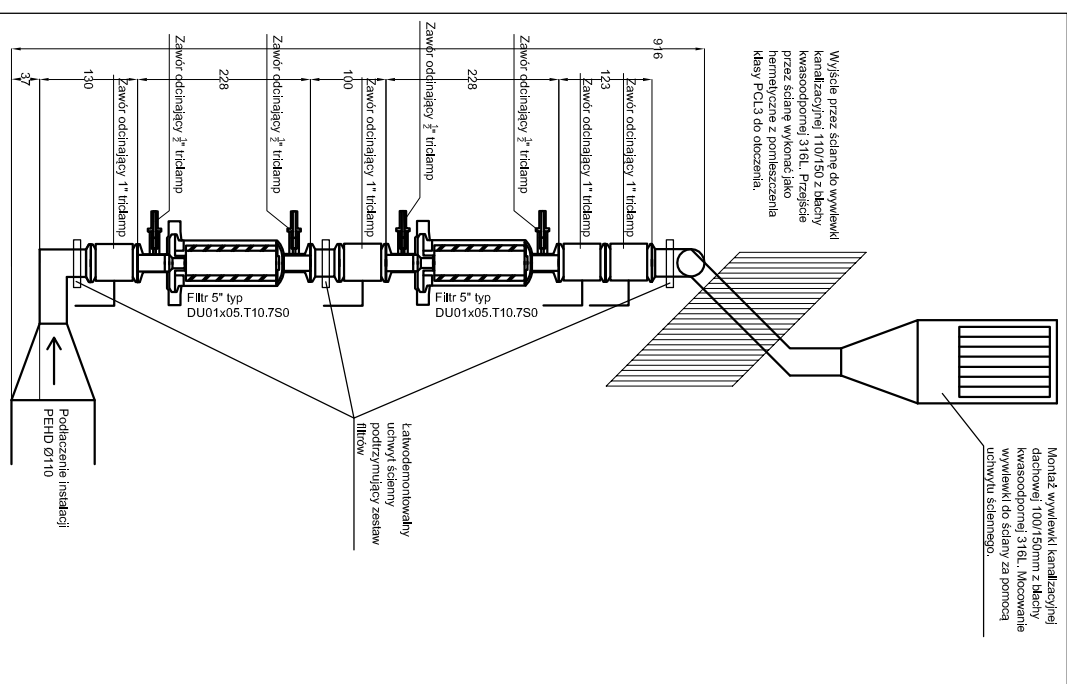 Wyjście przez ścianę do wywiewki
kanalizacyjnej 110/150 z blachy
kwasoodpornej 316L. Przejście
przez ścianę wykonać jako
hermetyczne z pomieszczenia
klasy PCL3 do otoczenia.
916
123
228
100
228
130
37
Zawór odcinający 1" triclamp
Zawór odcinający 1" triclamp
Zawór odcinający ½" triclamp
Zawór odcinający ½" triclamp
Zawór odcinający 1" triclamp
Zawór odcinający ½" triclamp
Zawór odcinający ½" triclamp
Zawór odcinający 1" triclamp
Filtr 5" typ
DU01x05.T10.7S0
Filtr 5" typ
DU01x05.T10.7S0
Montaż wywiewki kanalizacyjnej
dachowej 100/150mm z blachy
kwasoodpornej 316L. Mocowanie
wywiewki do ściany za pomocą
uchwytu ściennego.
Łatwodemontowalny
uchwyt ścienny
podtrzymujący zestaw
filtrów
Podłaczenie instalacji
PEHD Ø110